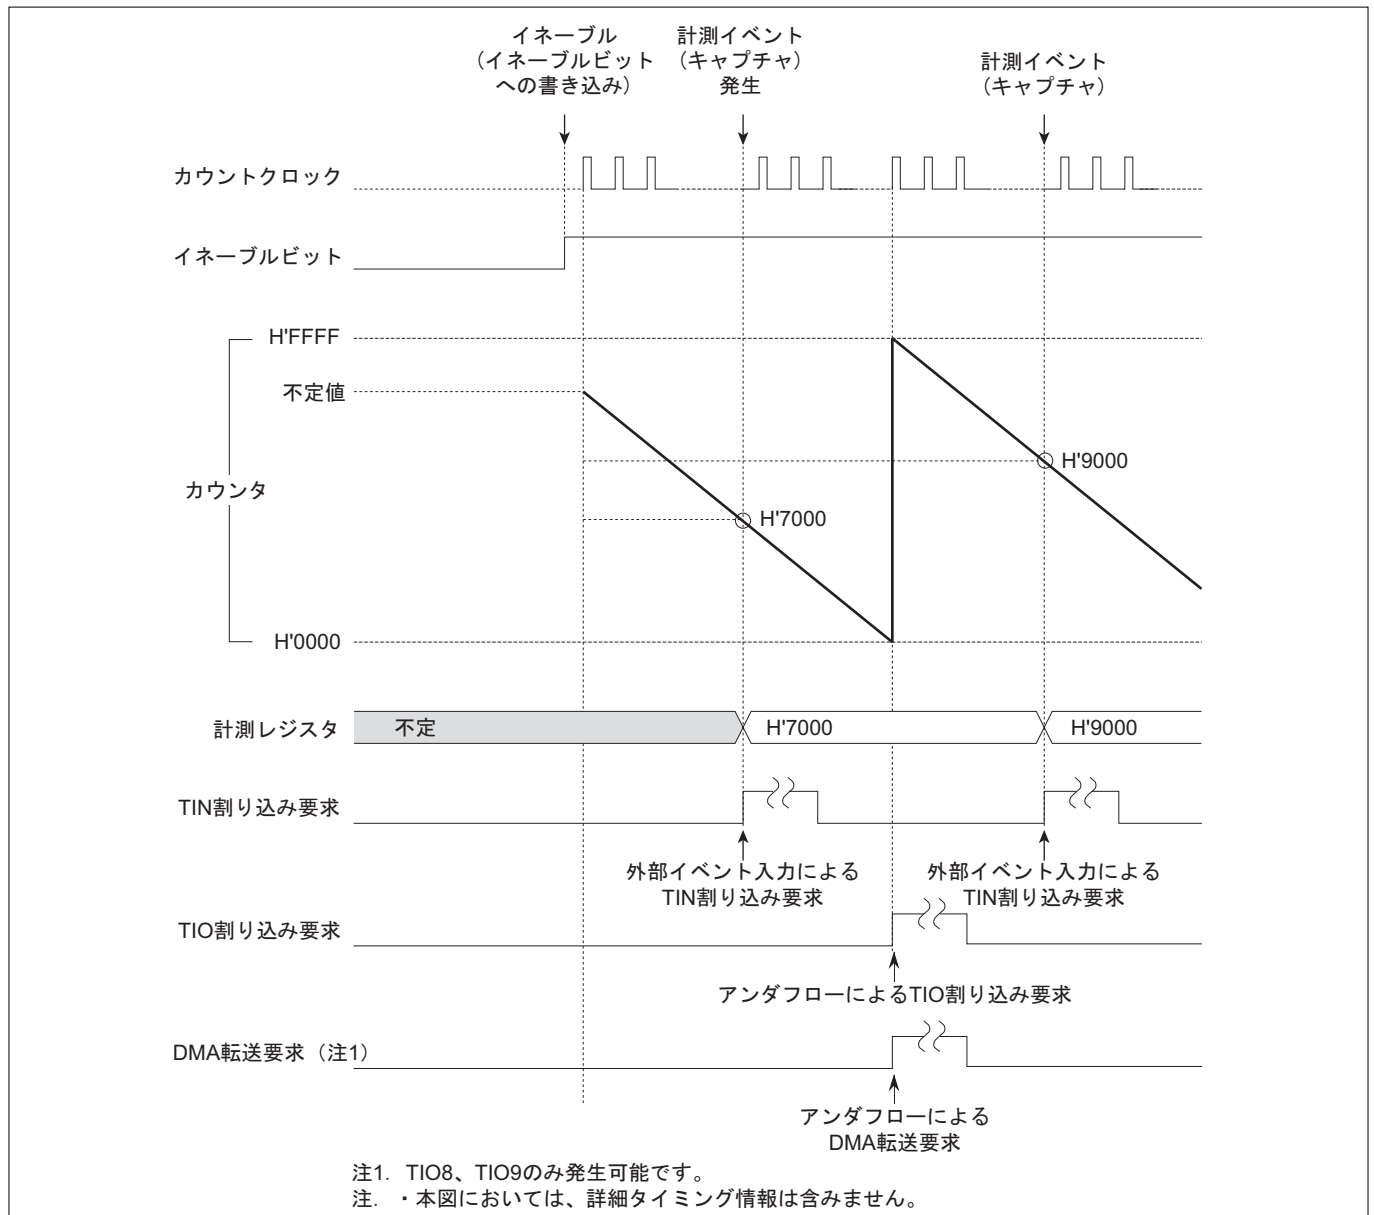 イネーブル
（イネーブルビット
への書き込み）
計測イベント
（キャプチャ）
発生
計測イベント
（キャプチャ）
カウントクロック
イネーブルビット
H'FFFF
不定値
H'9000
カウンタ
H'7000
H'0000
計測レジスタ
不定
H'7000
H'9000
TIN割り込み要求
外部イベント入力による
TIN割り込み要求
外部イベント入力による
TIN割り込み要求
TIO割り込み要求
アンダフローによるTIO割り込み要求
DMA転送要求（注1）
アンダフローによる
DMA転送要求
注1. TIO8、TIO9のみ発生可能です。
注. ・本図においては、詳細タイミング情報は含みません。